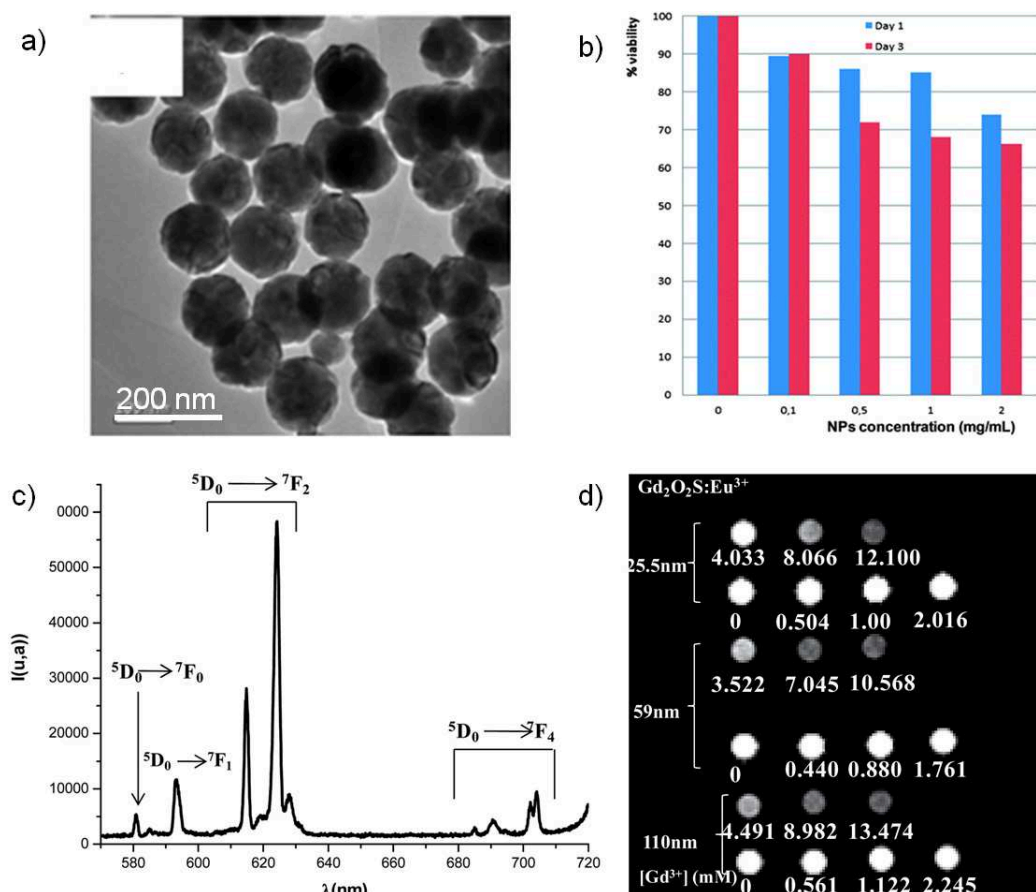 a)
200 nm
b)
% viability
100
90
80
70
60
50
40
30
20
10
0
Day 1
Day 3
0 0,1 0,5 1 2
NPs concentration (mg/mL)
c)
I(u,a))
0000
50000
40000
30000
20000
10000
0
⁵D₀ → ⁷F₂
⁵D₀ → ⁷F₀
⁵D₀ → ⁷F₁
⁵D₀ → ⁷F₄
580 600 620 640 660 680 700 720
λ(nm)
d)
Gd₂O₂S:Eu³⁺
25.5nm
4.033 8.066 12.100
0 0.504 1.00 2.016
59nm
3.522 7.045 10.568
0 0.440 0.880 1.761
110nm
4.491 8.982 13.474
[Gd³⁺] (mM)
0 0.561 1.122 2.245